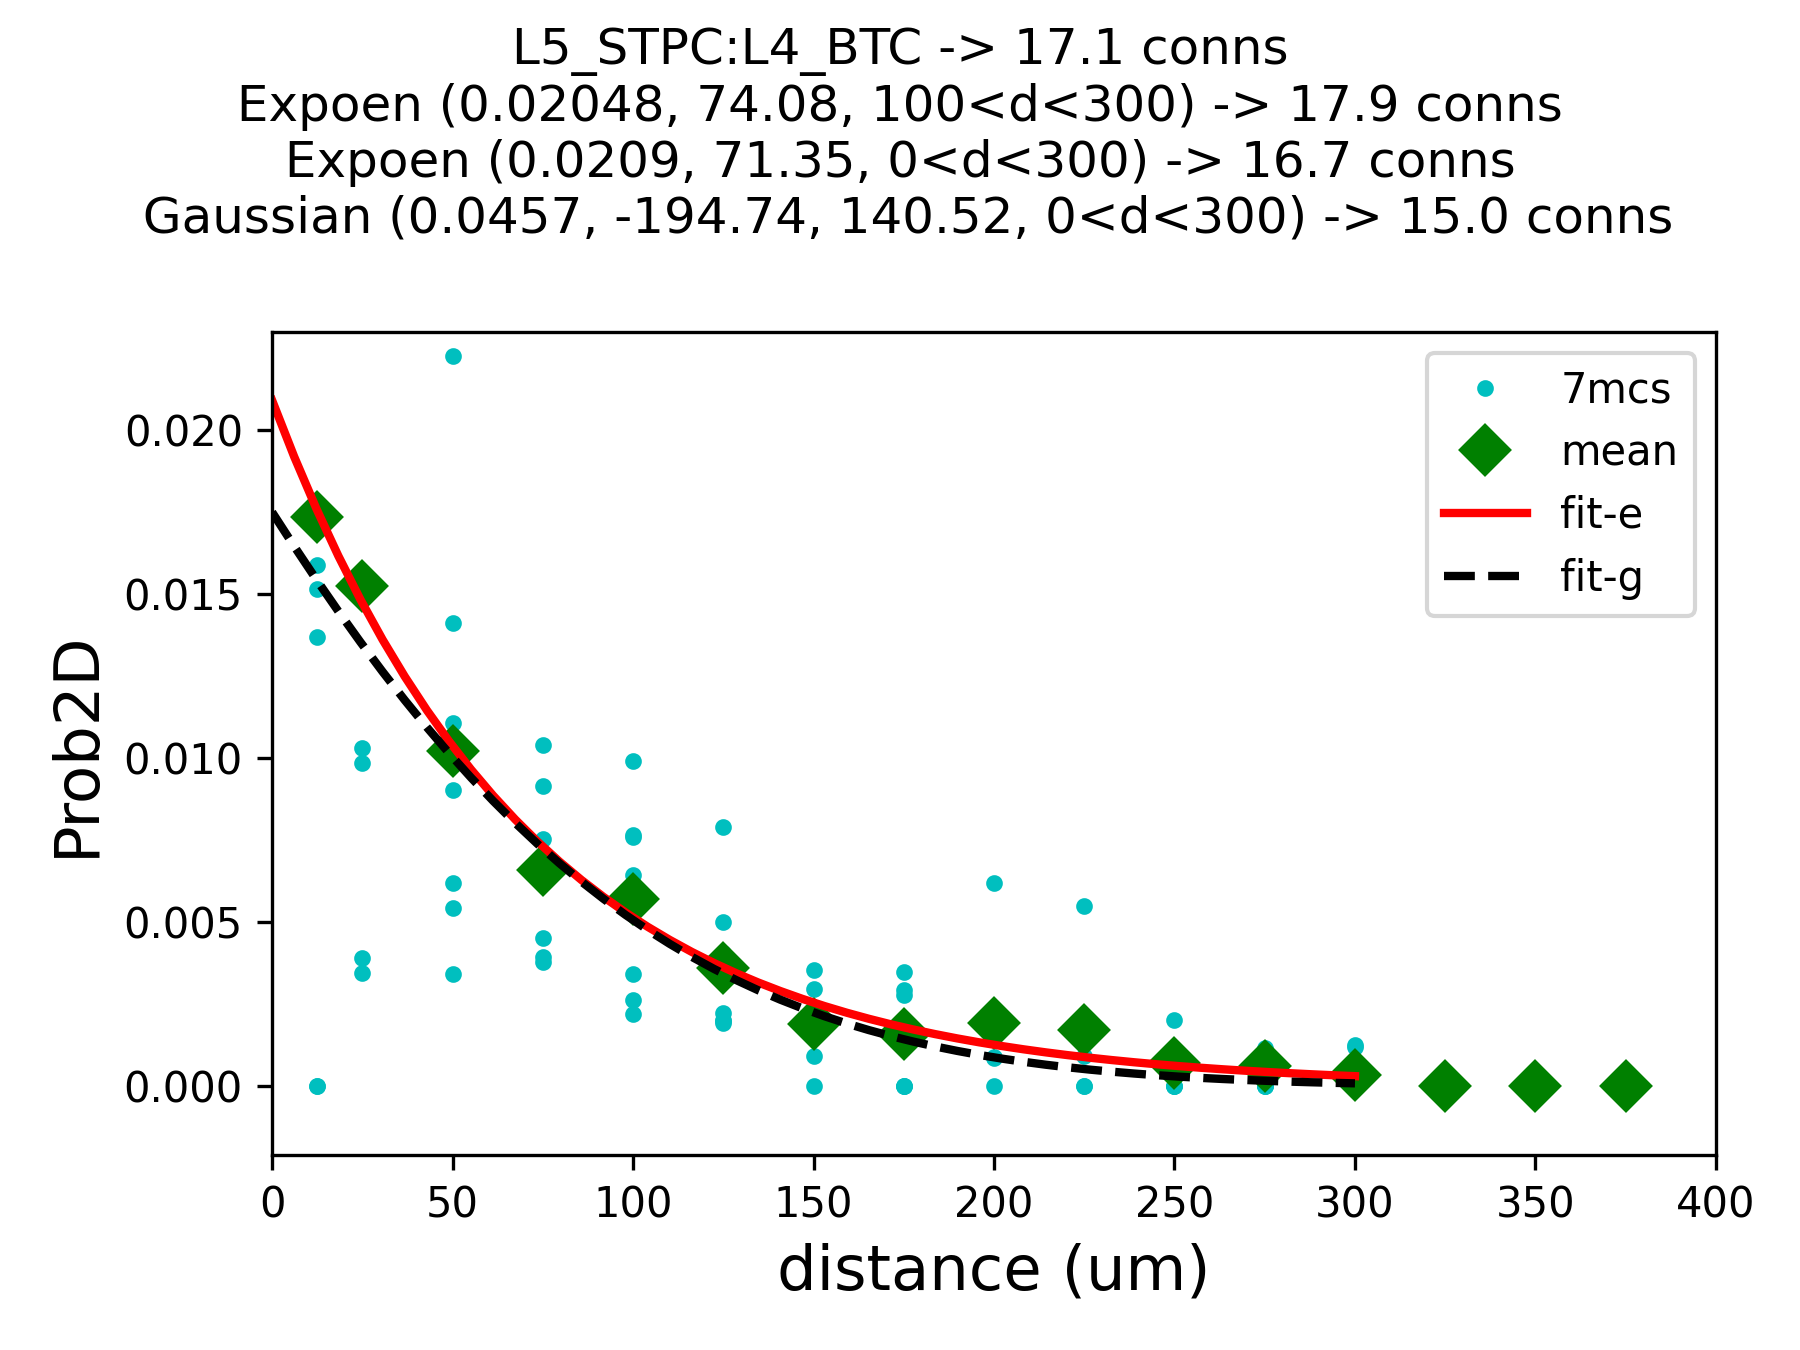 L5_STPC:L4_BTC -> 17.1 conns
Expoen (0.02048, 74.08, 100<d<300) -> 17.9 conns
Expoen (0.0209, 71.35, 0<d<300) -> 16.7 conns
Gaussian (0.0457, -194.74, 140.52, 0<d<300) -> 15.0 conns
7mcs
mean
fit-e
fit-g
Prob2D
0.020
0.015
0.010
0.005
0.000
0 50 100 150 200 250 300 350 400
distance (um)